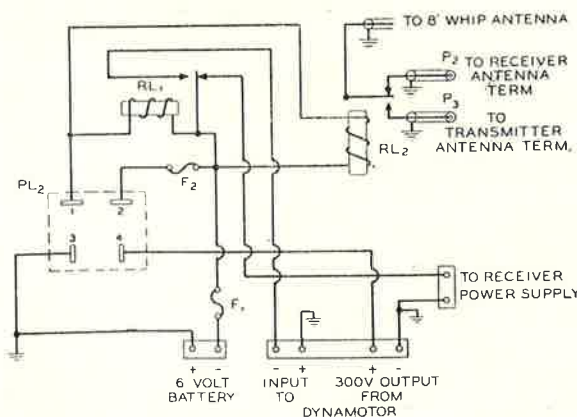 TO 8' WHIP ANTENNA
P2 TO RECEIVER
ANTENNA
TERM
P3
TO
TRANSMITTER
ANTENNA TERM.
RL1
RL2
PL2
1 2
3 4
F2
F1
TO RECEIVER
POWER SUPPLY
+ - - + + -
6 VOLT
BATTERY
INPUT
TO
300V OUTPUT
FROM
DYNAMOTOR